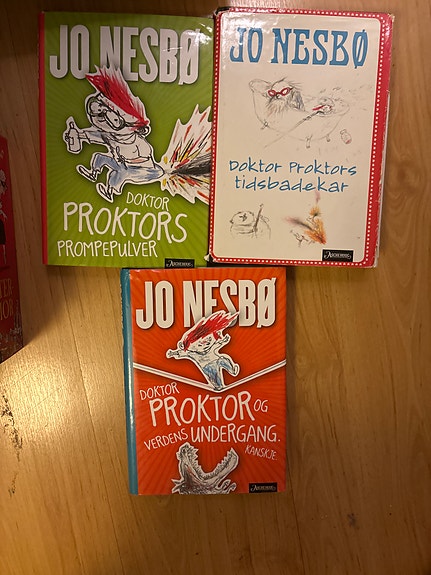 JO NESBØ
DOKTOR
PROKTORS
PROMPEPULVER
JO NESBØ
Doktor Proktors
tidsbadekar
JO NESBØ
DOKTOR
PROKTOR OG
VERDENS UNDERGANG.
KANSKJE.